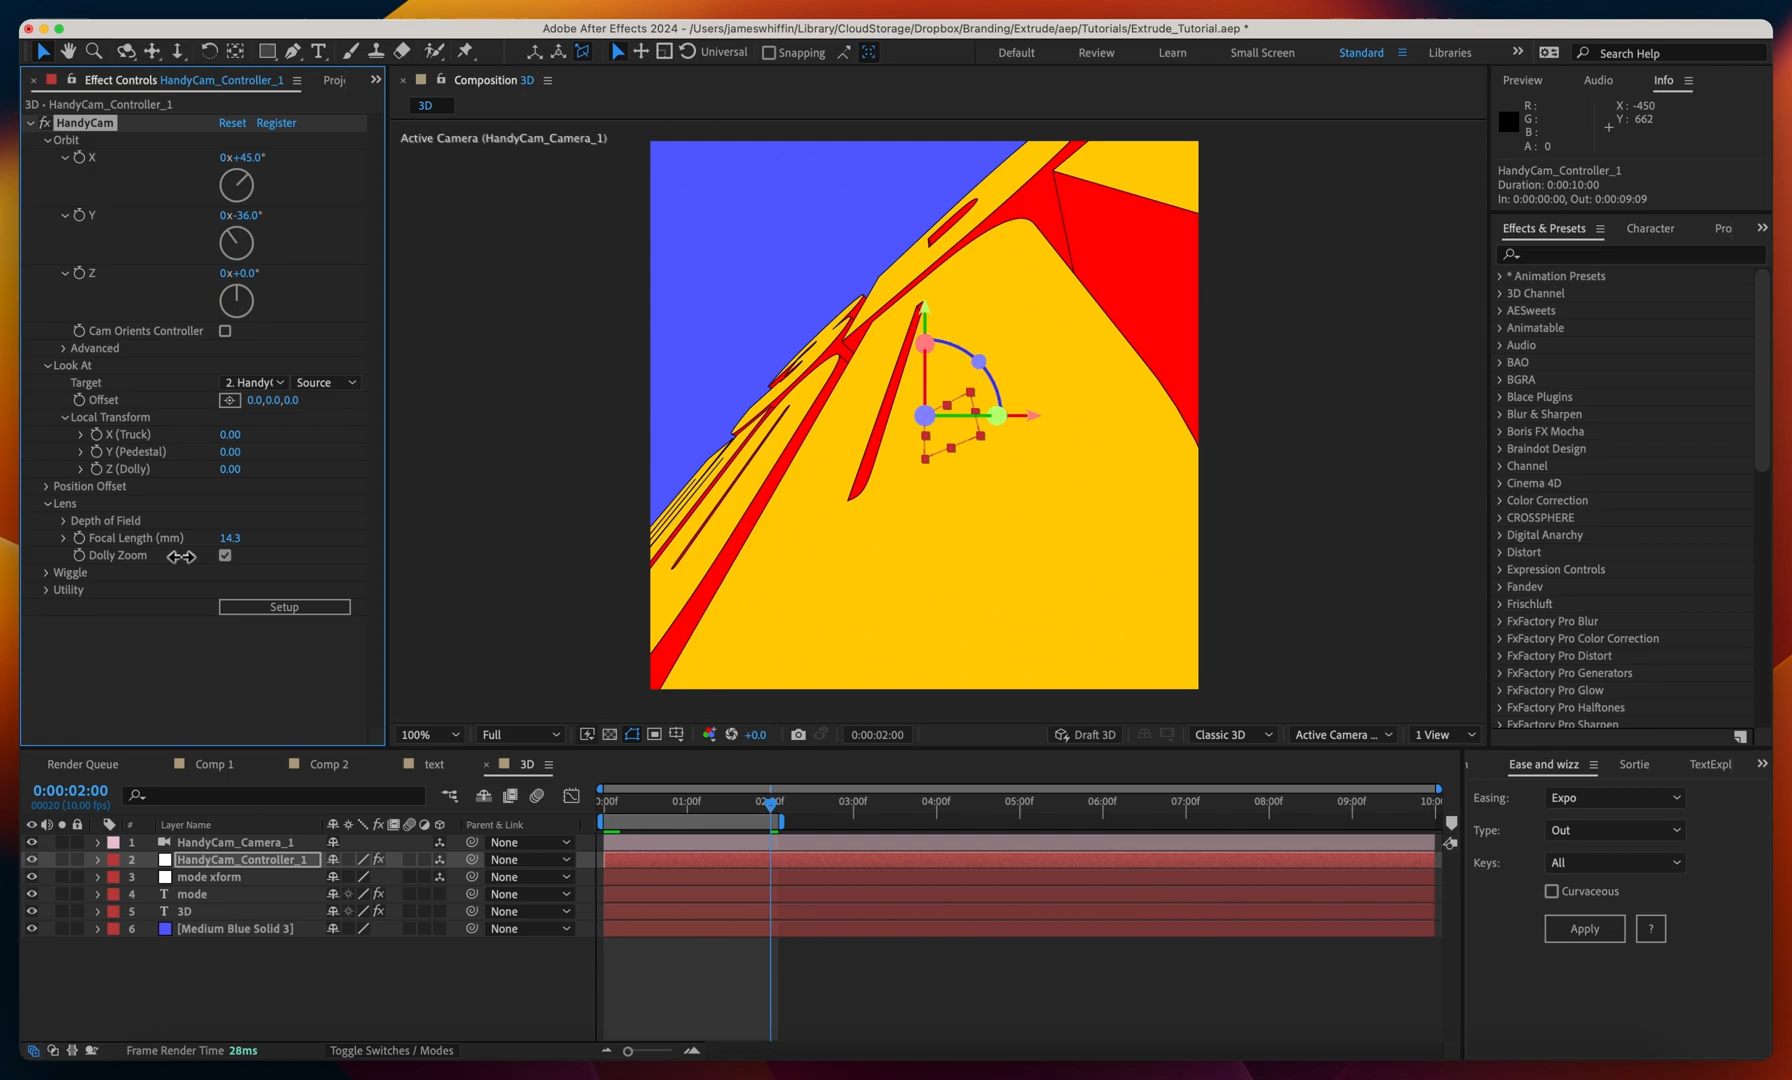 Adobe After Effects 2024 - /Users/jameswhiffin/Library/CloudStorage/Dropbox/Branding/Extrude/aep/Tutorials/Extrude_Tutorial.aep *
Universal
Snapping
Default
Review
Learn
Small Screen
Standard
Libraries
Search Help
Effect Controls HandyCam_Controller_1
Composition 3D
Preview
Audio
Info
3D • HandyCam_Controller_1
3D
R:
G:
B:
A: 0
X: -450
Y: 662
fx HandyCam
Reset
Register
Active Camera (HandyCam_Camera_1)
Orbit
X
0x+45.0°
Y
0x-36.0°
Z
0x+0.0°
Cam Orients Controller
Advanced
Look At
Target
Source
Offset
0.0,0.0,0.0
Local Transform
X (Truck)
0.00
Y (Pedestal)
0.00
Z (Dolly)
0.00
Position Offset
Lens
Depth of Field
Focal Length (mm)
14.3
Dolly Zoom
Wiggle
Utility
Setup
HandyCam_Controller_1
Duration: 0:00:10:00
In: 0:00:00:00, Out: 0:00:09:09
Effects & Presets
Character
* Animation Presets
3D Channel
AESweets
Animatable
Audio
BAO
BGRA
Blace Plugins
Blur & Sharpen
Boris FX Mocha
Braindot Design
Channel
Cinema 4D
Color Correction
CROSSPHERE
Digital Anarchy
Distort
Expression Controls
Fandev
Frischluft
FxFactory Pro Blur
FxFactory Pro Color Correction
FxFactory Pro Distort
FxFactory Pro Generators
FxFactory Pro Glow
FxFactory Pro Halftones
FxFactory Pro Sharpen
100%
Full
+0.0
0:00:02:00
Draft 3D
Classic 3D
Active Camera ...
1 View
Render Queue
Comp 1
Comp 2
text
3D
Ease and wizz
Sortie
TextExpl
0:00:02:00
00020 (10.00 fps)
01:00f
03:00f
04:00f
05:00f
06:00f
07:00f
08:00f
09:00f
#
Layer Name
fx
Parent & Link
1
HandyCam_Camera_1
None
2
HandyCam_Controller_1
fx
None
3
mode xform
None
4
T
mode
fx
None
5
T
3D
fx
None
6
[Medium Blue Solid 3]
None
Easing:
Expo
Type:
Out
Keys:
All
Curvaceous
Apply
?
Frame Render Time 28ms
Toggle Switches / Modes